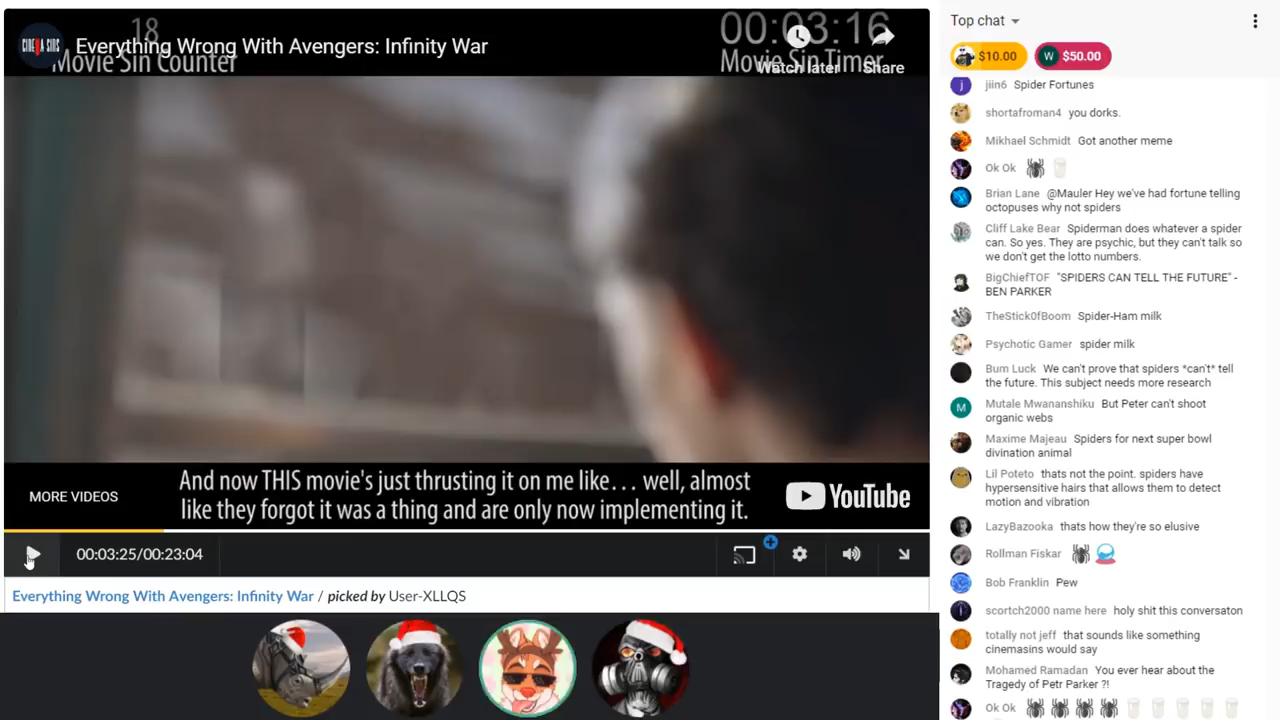 18
Movie Sin Counter
CINEMA SINS
Everything Wrong With Avengers: Infinity War
00:03:16
Movie Sin Timer
Watch later
Share
And now THIS movie's just thrusting it on me like… well, almost
like they forgot it was a thing and are only now implementing it.
MORE VIDEOS
YouTube
00:03:25/00:23:04
Everything Wrong With Avengers: Infinity War / picked by User-XLLQS
Top chat
$10.00
W $50.00
j jiin6 Spider Fortunes
shortafroman4 you dorks.
Mikhael Schmidt Got another meme
Ok Ok
Brian Lane @Mauler Hey we've had fortune telling
octopuses why not spiders
Cliff Lake Bear Spiderman does whatever a spider
can. So yes. They are psychic, but they can't talk so
we don't get the lotto numbers.
BigChiefTOF "SPIDERS CAN TELL THE FUTURE" -
BEN PARKER
TheStick0fBoom Spider-Ham milk
Psychotic Gamer spider milk
Bum Luck We can't prove that spiders *can't* tell
the future. This subject needs more research
M Mutale Mwananshiku But Peter can't shoot
organic webs
Maxime Majeau Spiders for next super bowl
divination animal
Lil Poteto thats not the point. spiders have
hypersensitive hairs that allows them to detect
motion and vibration
LazyBazooka thats how they're so elusive
Rollman Fiskar
Bob Franklin Pew
scortch2000 name here holy shit this conversaton
totally not jeff that sounds like something
cinemasins would say
Mohamed Ramadan You ever hear about the
Tragedy of Petr Parker ?!
Ok Ok